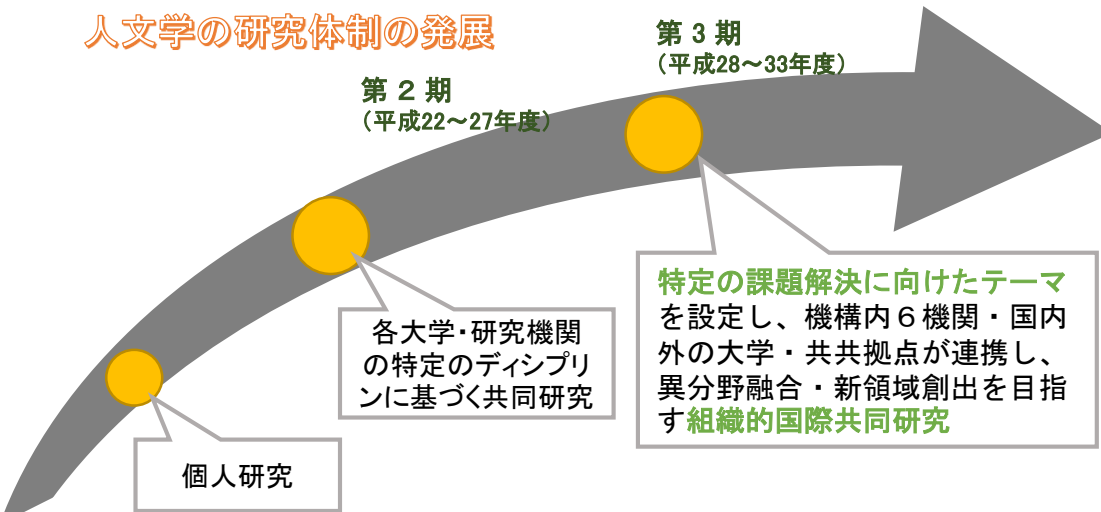 人文学の研究体制の発展
第３期
（平成28～33年度）
第２期
（平成22～27年度）
特定の課題解決に向けたテーマ
を設定し、機構内６機関・国内
外の大学・共共拠点が連携し、
異分野融合・新領域創出を目指
す組織的国際共同研究
各大学・研究機関
の特定のディシプリ
ンに基づく共同研究
個人研究